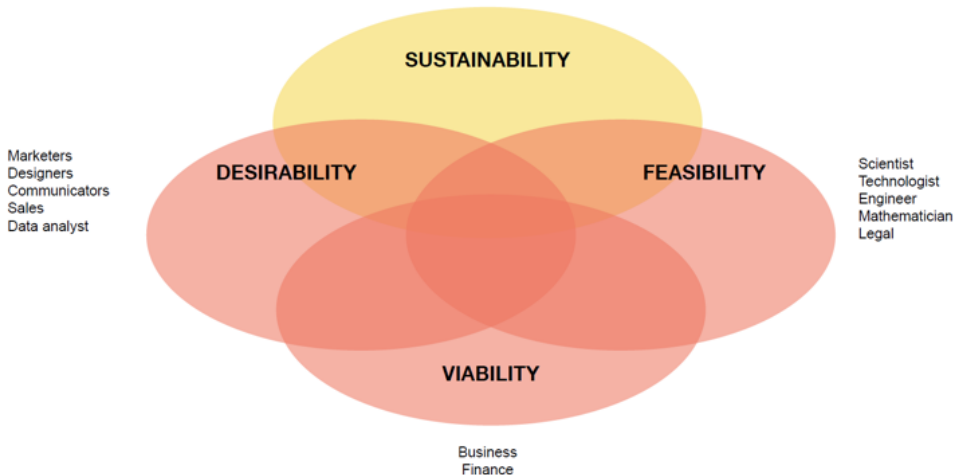 SUSTAINABILITY
Marketers
Designers
Communicators
Sales
Data analyst
DESIRABILITY
FEASIBILITY
Scientist
Technologist
Engineer
Mathematician
Legal
VIABILITY
Business
Finance